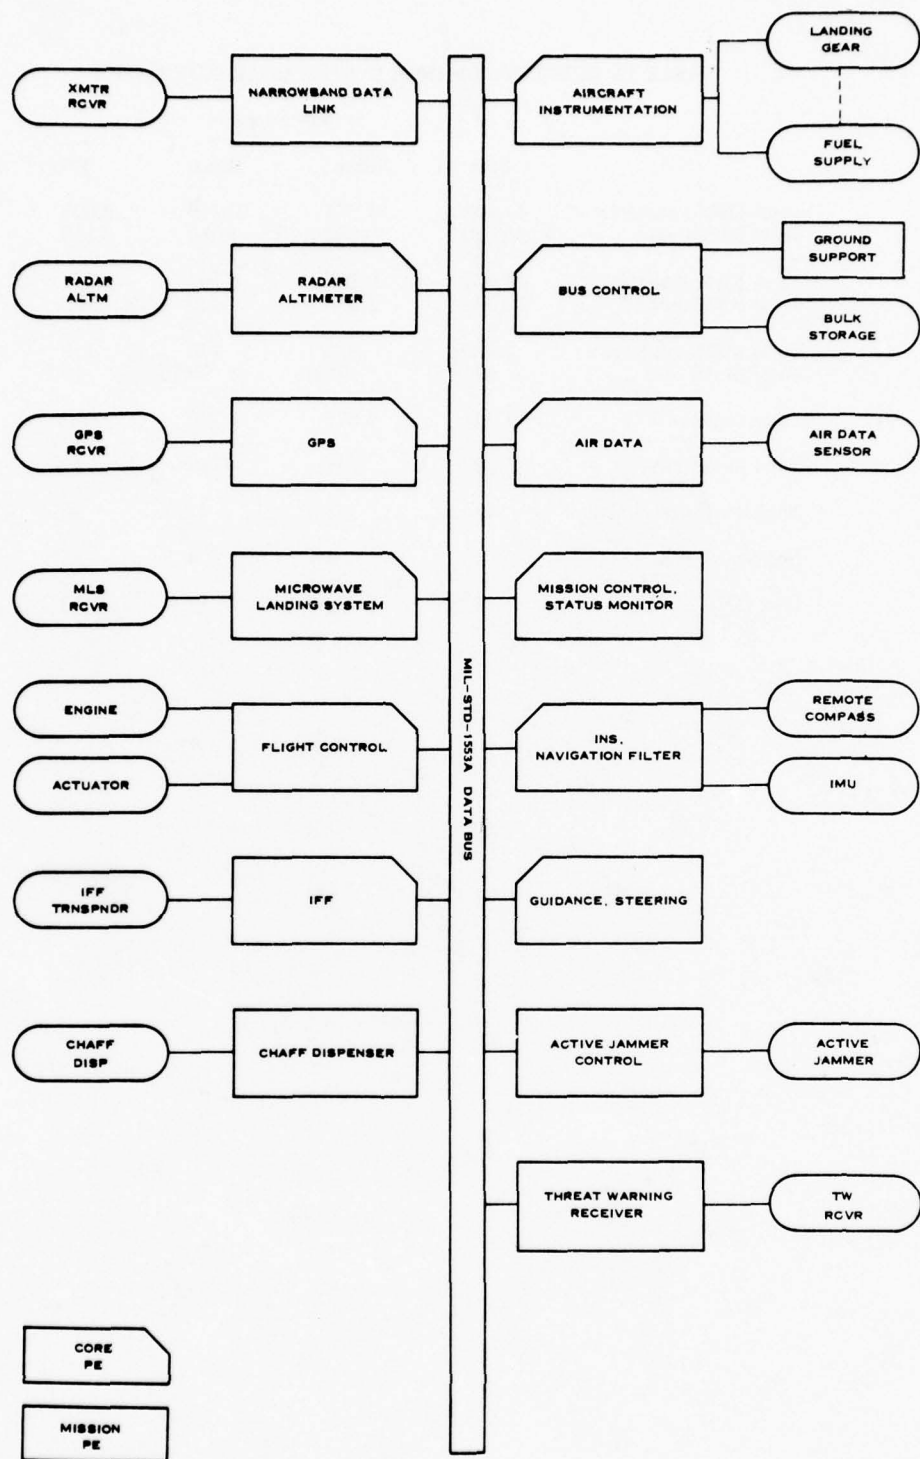 XMTR
RCVR
NARROWBAND DATA
LINK
AIRCRAFT
INSTRUMENTATION
LANDING
GEAR
FUEL
SUPPLY
RADAR
ALTM
RADAR
ALTIMETER
BUS CONTROL
GROUND
SUPPORT
BULK
STORAGE
GPS
RCVR
GPS
AIR DATA
AIR DATA
SENSOR
MLS
RCVR
MICROWAVE
LANDING SYSTEM
MISSION CONTROL,
STATUS MONITOR
MIL-STD-1553A DATA BUS
ENGINE
ACTUATOR
FLIGHT CONTROL
INS,
NAVIGATION FILTER
REMOTE
COMPASS
IMU
IFF
TRNSPNDR
IFF
GUIDANCE, STEERING
CHAFF
DISP
CHAFF DISPENSER
ACTIVE JAMMER
CONTROL
ACTIVE
JAMMER
THREAT WARNING
RECEIVER
TW
RCVR
CORE
PE
MISSION
PE